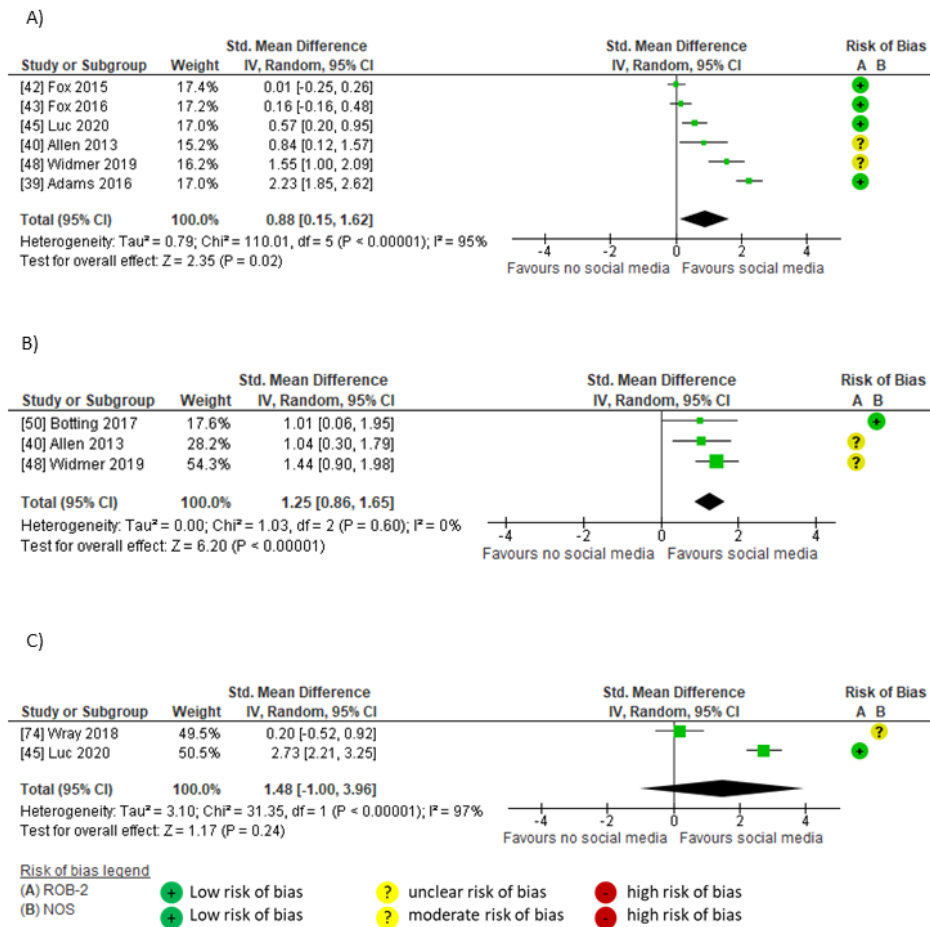 A)
Std. Mean Difference Std. Mean Difference Risk of Bias
Study or Subgroup Weight IV, Random, 95% CI IV, Random, 95% CI A B
[42] Fox 2015 17.4% 0.01 [-0.25, 0.26] +
[43] Fox 2016 17.2% 0.16 [-0.16, 0.48] +
[45] Luc 2020 17.0% 0.57 [0.20, 0.95] +
[40] Allen 2013 15.2% 0.84 [0.12, 1.57] ?
[48] Widmer 2019 16.2% 1.55 [1.00, 2.09] ?
[39] Adams 2016 17.0% 2.23 [1.85, 2.62] +
Total (95% CI) 100.0% 0.88 [0.15, 1.62]
Heterogeneity: Tau² = 0.79; Chi² = 110.01, df = 5 (P < 0.00001); I² = 95%
Test for overall effect: Z = 2.35 (P = 0.02)
-4 -2 0 2 4
Favours no social media Favours social media
B)
Std. Mean Difference Std. Mean Difference Risk of Bias
Study or Subgroup Weight IV, Random, 95% CI IV, Random, 95% CI A B
[50] Botting 2017 17.6% 1.01 [0.06, 1.95] +
[40] Allen 2013 28.2% 1.04 [0.30, 1.79] ?
[48] Widmer 2019 54.3% 1.44 [0.90, 1.98] ?
Total (95% CI) 100.0% 1.25 [0.86, 1.65]
Heterogeneity: Tau² = 0.00; Chi² = 1.03, df = 2 (P = 0.60); I² = 0%
Test for overall effect: Z = 6.20 (P < 0.00001)
-4 -2 0 2 4
Favours no social media Favours social media
C)
Std. Mean Difference Std. Mean Difference Risk of Bias
Study or Subgroup Weight IV, Random, 95% CI IV, Random, 95% CI A B
[74] Wray 2018 49.5% 0.20 [-0.52, 0.92] ?
[45] Luc 2020 50.5% 2.73 [2.21, 3.25] +
Total (95% CI) 100.0% 1.48 [-1.00, 3.96]
Heterogeneity: Tau² = 3.10; Chi² = 31.35, df = 1 (P < 0.00001); I² = 97%
Test for overall effect: Z = 1.17 (P = 0.24)
-4 -2 0 2 4
Favours no social media Favours social media
Risk of bias legend
(A) ROB-2 + Low risk of bias ? unclear risk of bias - high risk of bias
(B) NOS + Low risk of bias ? moderate risk of bias - high risk of bias